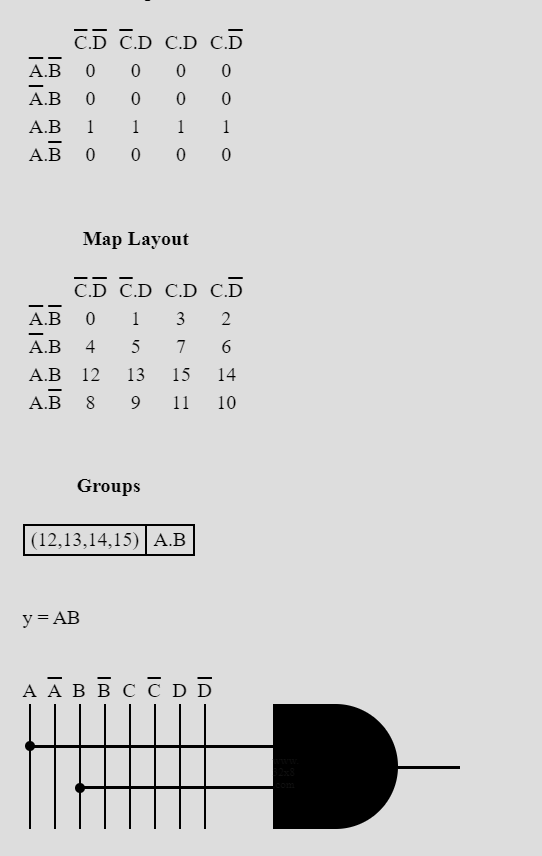 C̅.D̅ C̅.D C.D C.D̅
A̅.B̅ 0 0 0 0
A̅.B 0 0 0 0
A.B 1 1 1 1
A.B̅ 0 0 0 0
Map Layout
C̅.D̅ C̅.D C.D C.D̅
A̅.B̅ 0 1 3 2
A̅.B 4 5 7 6
A.B 12 13 15 14
A.B̅ 8 9 11 10
Groups
(12,13,14,15) A.B
y = AB
A A̅ B B̅ C C̅ D D̅